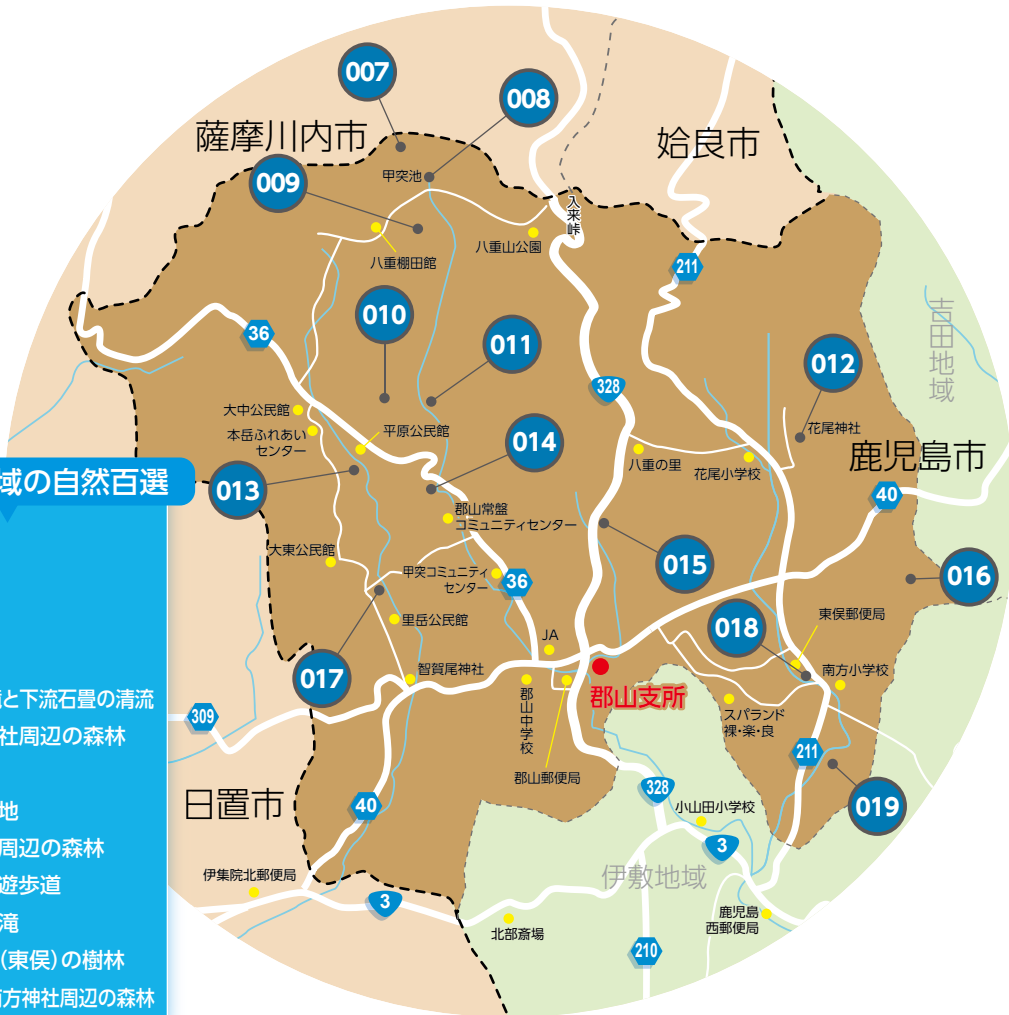 007
008
薩摩川内市
姶良市
甲突池
009
入来峠
八重山公園
八重棚田館
211
吉田地域
010
36
011
012
328
大中公民館
本岳ふれあい
センター
平原公民館
014
花尾神社
八重の里
花尾小学校
鹿児島市
域の自然百選
013
40
郡山常盤
コミュニティセンター
大東公民館
甲突コミュニティ
センター
36
015
016
里岳公民館
018
東俣郵便局
JA
017
智賀尾神社
郡山支所
南方小学校
と下流石畳の清流
社周辺の森林
309
郡山中学校
スパランド
裸・楽・良
211
郡山郵便局
地
日置市
40
328
小山田小学校
019
周辺の森林
3
遊歩道
伊集院北郵便局
伊敷地域
滝
3
鹿児島
西郵便局
北部斎場
210
(東俣)の樹林
南方神社周辺の森林